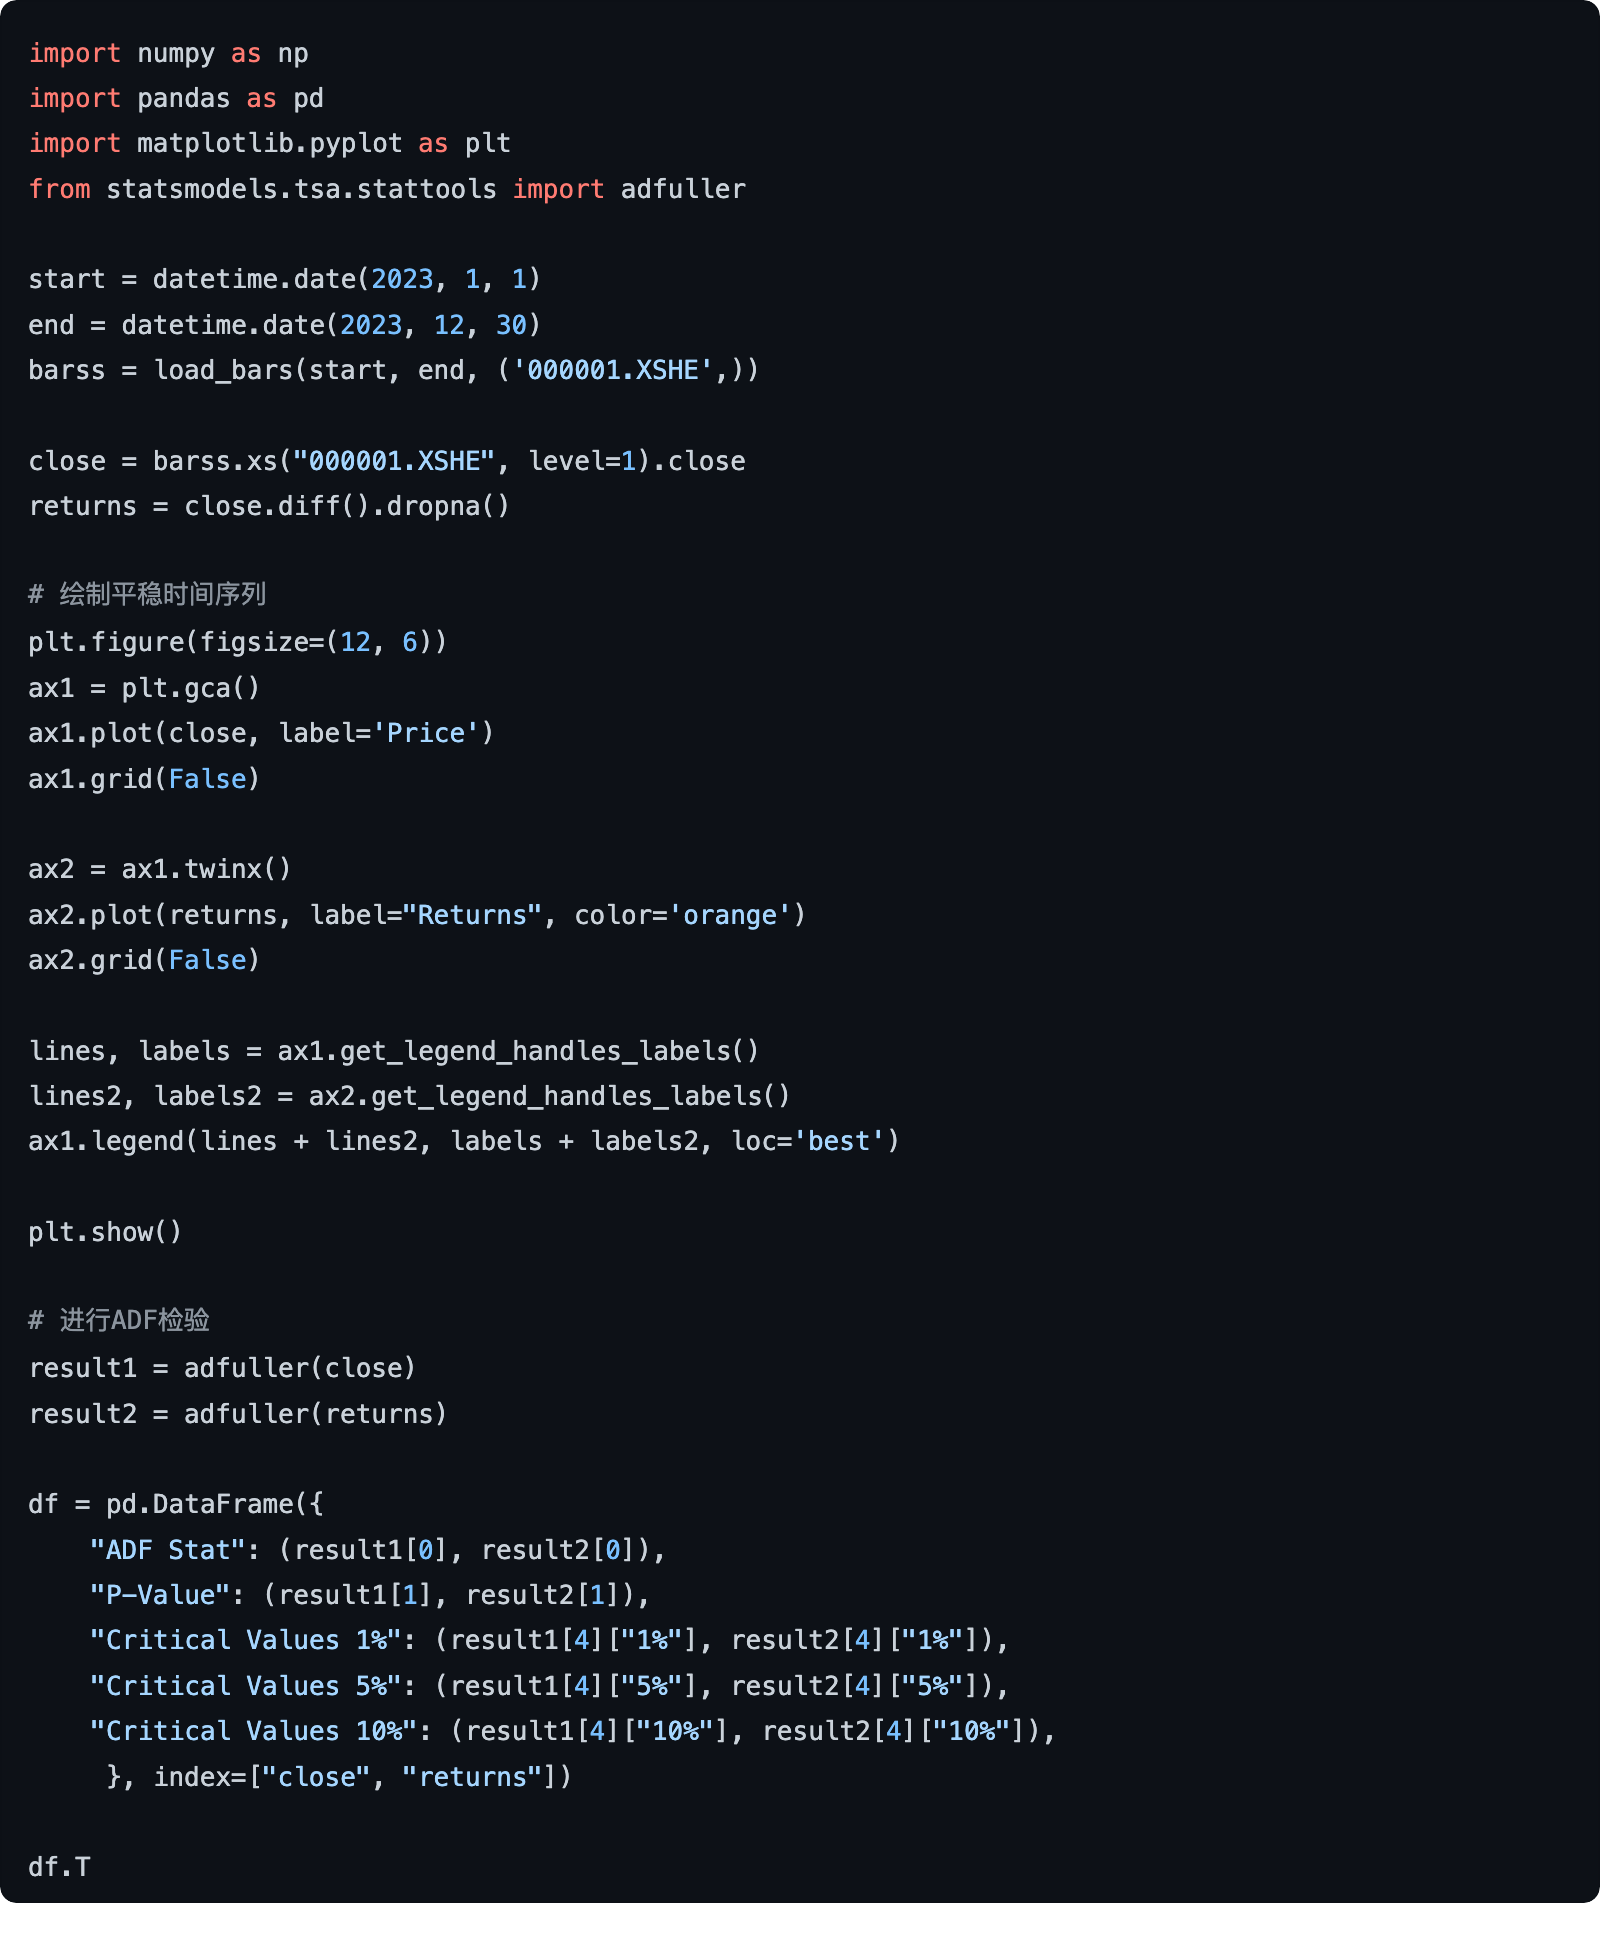 import numpy as np
import pandas as pd
import matplotlib.pyplot as plt
from statsmodels.tsa.stattools import adfuller

start = datetime.date(2023, 1, 1)
end = datetime.date(2023, 12, 30)
barss = load_bars(start, end, ('000001.XSHE',))

close = barss.xs("000001.XSHE", level=1).close
returns = close.diff().dropna()

# 绘制平稳时间序列
plt.figure(figsize=(12, 6))
ax1 = plt.gca()
ax1.plot(close, label='Price')
ax1.grid(False)

ax2 = ax1.twinx()
ax2.plot(returns, label="Returns", color='orange')
ax2.grid(False)

lines, labels = ax1.get_legend_handles_labels()
lines2, labels2 = ax2.get_legend_handles_labels()
ax1.legend(lines + lines2, labels + labels2, loc='best')

plt.show()

# 进行ADF检验
result1 = adfuller(close)
result2 = adfuller(returns)

df = pd.DataFrame({
    "ADF Stat": (result1[0], result2[0]),
    "P-Value": (result1[1], result2[1]),
    "Critical Values 1%": (result1[4]["1%"], result2[4]["1%"]),
    "Critical Values 5%": (result1[4]["5%"], result2[4]["5%"]),
    "Critical Values 10%": (result1[4]["10%"], result2[4]["10%"]),
     }, index=["close", "returns"])

df.T